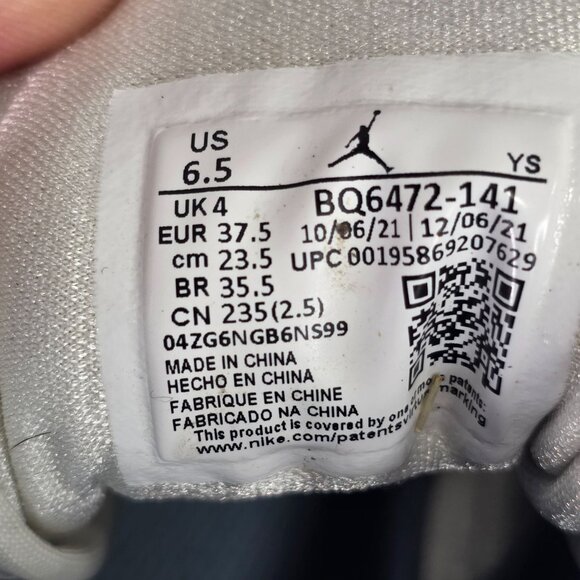 US
6.5
YS
UK 4
BQ6472-141
EUR 37.5
10/06/21 | 12/06/21
cm 23.5
UPC 00195869207629
BR 35.5
CN 235(2.5)
04ZG6NGB6NS99
MADE IN CHINA
HECHO EN CHINA
FABRIQUE EN CHINE
FABRICADO NA CHINA
This product is covered by one or more patents:
www.nike.com/patentsvirtualmarking